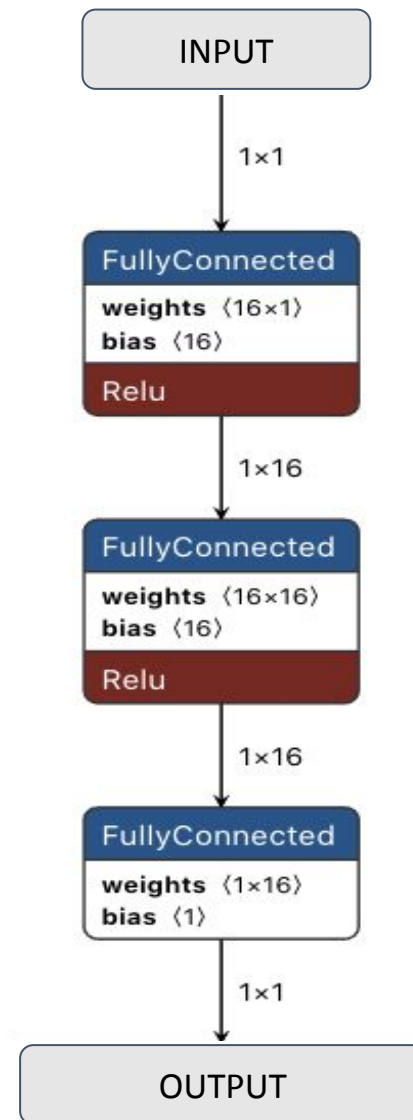 INPUT
1×1
FullyConnected
weights ⟨16×1⟩
bias ⟨16⟩
Relu
1×16
FullyConnected
weights ⟨16×16⟩
bias ⟨16⟩
Relu
1×16
FullyConnected
weights ⟨1×16⟩
bias ⟨1⟩
1×1
OUTPUT